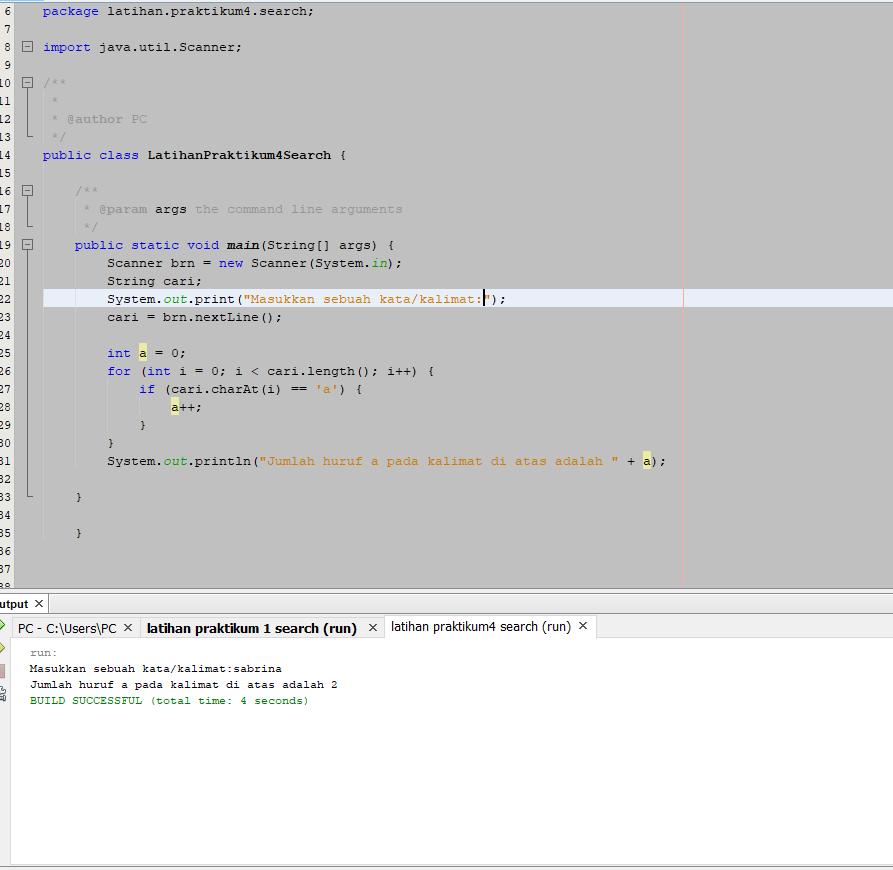 6 package latihan.praktikum4.search;
7
8 import java.util.Scanner;
9
10 /**
11 *
12 * @author PC
13 */
14 public class LatihanPraktikum4Search {
15
16 /**
17 * @param args the command line arguments
18 */
19 public static void main(String[] args) {
20 Scanner brn = new Scanner(System.in);
21 String cari;
22 System.out.print("Masukkan sebuah kata/kalimat:");
23 cari = brn.nextLine();
24
25 int a = 0;
26 for (int i = 0; i < cari.length(); i++) {
27 if (cari.charAt(i) == 'a') {
28 a++;
29 }
30 }
31 System.out.println("Jumlah huruf a pada kalimat di atas adalah " + a);
32
33 }
34
35 }
36
37
38
utput ×
PC - C:\Users\PC × latihan praktikum 1 search (run) × latihan praktikum4 search (run) ×
run:
Masukkan sebuah kata/kalimat:sabrina
Jumlah huruf a pada kalimat di atas adalah 2
BUILD SUCCESSFUL (total time: 4 seconds)